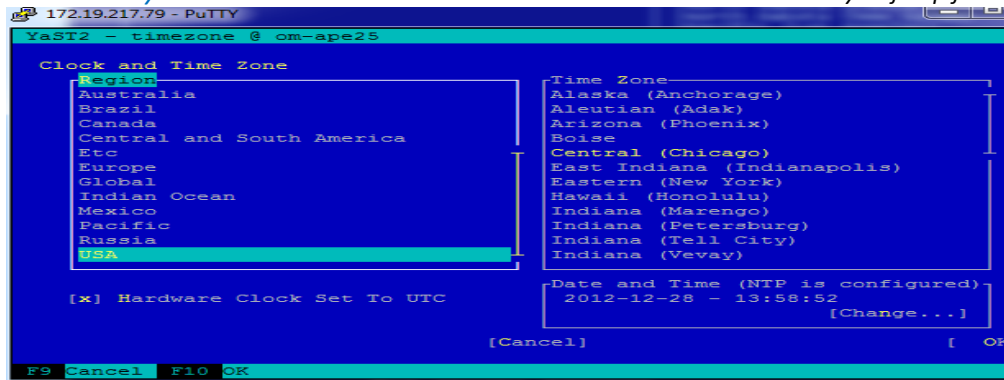 172.19.217.79 - PuTTY
YaST2 - timezone @ om-ape25
Clock and Time Zone
Region
Australia
Brazil
Canada
Central and South America
Etc
Europe
Global
Indian Ocean
Mexico
Pacific
Russia
USA
Time Zone
Alaska (Anchorage)
Aleutian (Adak)
Arizona (Phoenix)
Boise
Central (Chicago)
East Indiana (Indianapolis)
Eastern (New York)
Hawaii (Honolulu)
Indiana (Marengo)
Indiana (Petersburg)
Indiana (Tell City)
Indiana (Vevay)
[x] Hardware Clock Set To UTC
Date and Time (NTP is configured)
2012-12-28 - 13:58:52
[Change...]
[Cancel] [ OK
F9 Cancel F10 OK